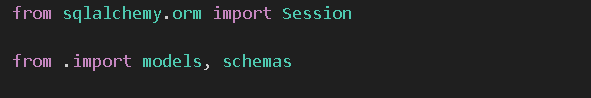 from sqlalchemy.orm import Session
from .import models, schemas